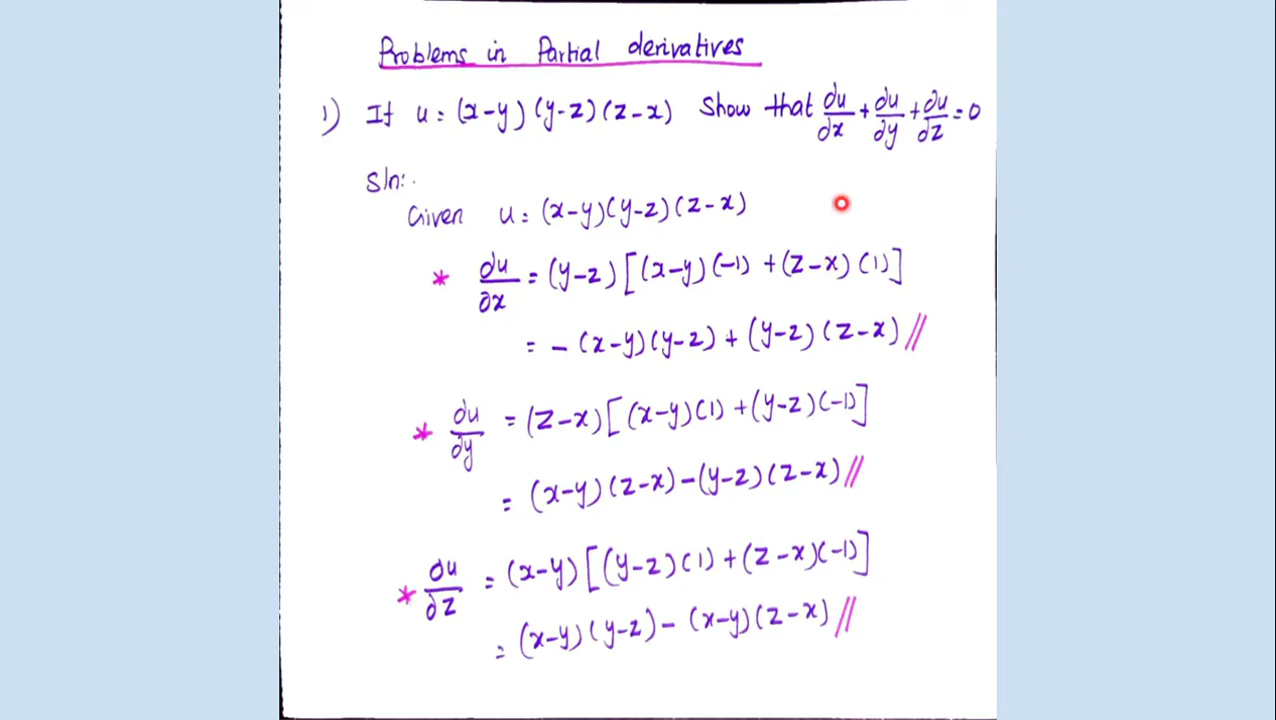 Problems in Partial derivatives
1) If u = (x-y)(y-z)(z-x) Show that ∂u/∂x + ∂u/∂y + ∂u/∂z = 0
Sln:-
Given u = (x-y)(y-z)(z-x)
* ∂u/∂x = (y-z)[(x-y)(-1) + (z-x)(1)]
= -(x-y)(y-z) + (y-z)(z-x)//
* ∂u/∂y = (z-x)[(x-y)(1) + (y-z)(-1)]
= (x-y)(z-x) - (y-z)(z-x)//
* ∂u/∂z = (x-y)[(y-z)(1) + (z-x)(-1)]
= (x-y)(y-z) - (x-y)(z-x)//